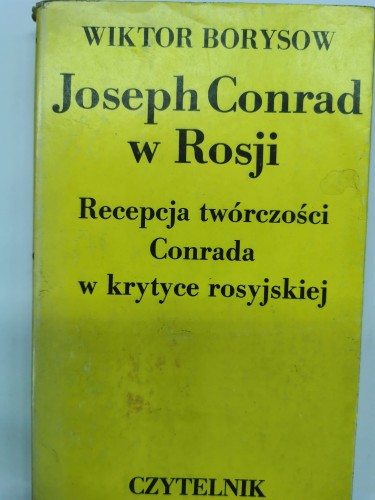 WIKTOR BORYSOW
Joseph Conrad
w Rosji
Recepcja twórczości
Conrada
w krytyce rosyjskiej
CZYTELNIK